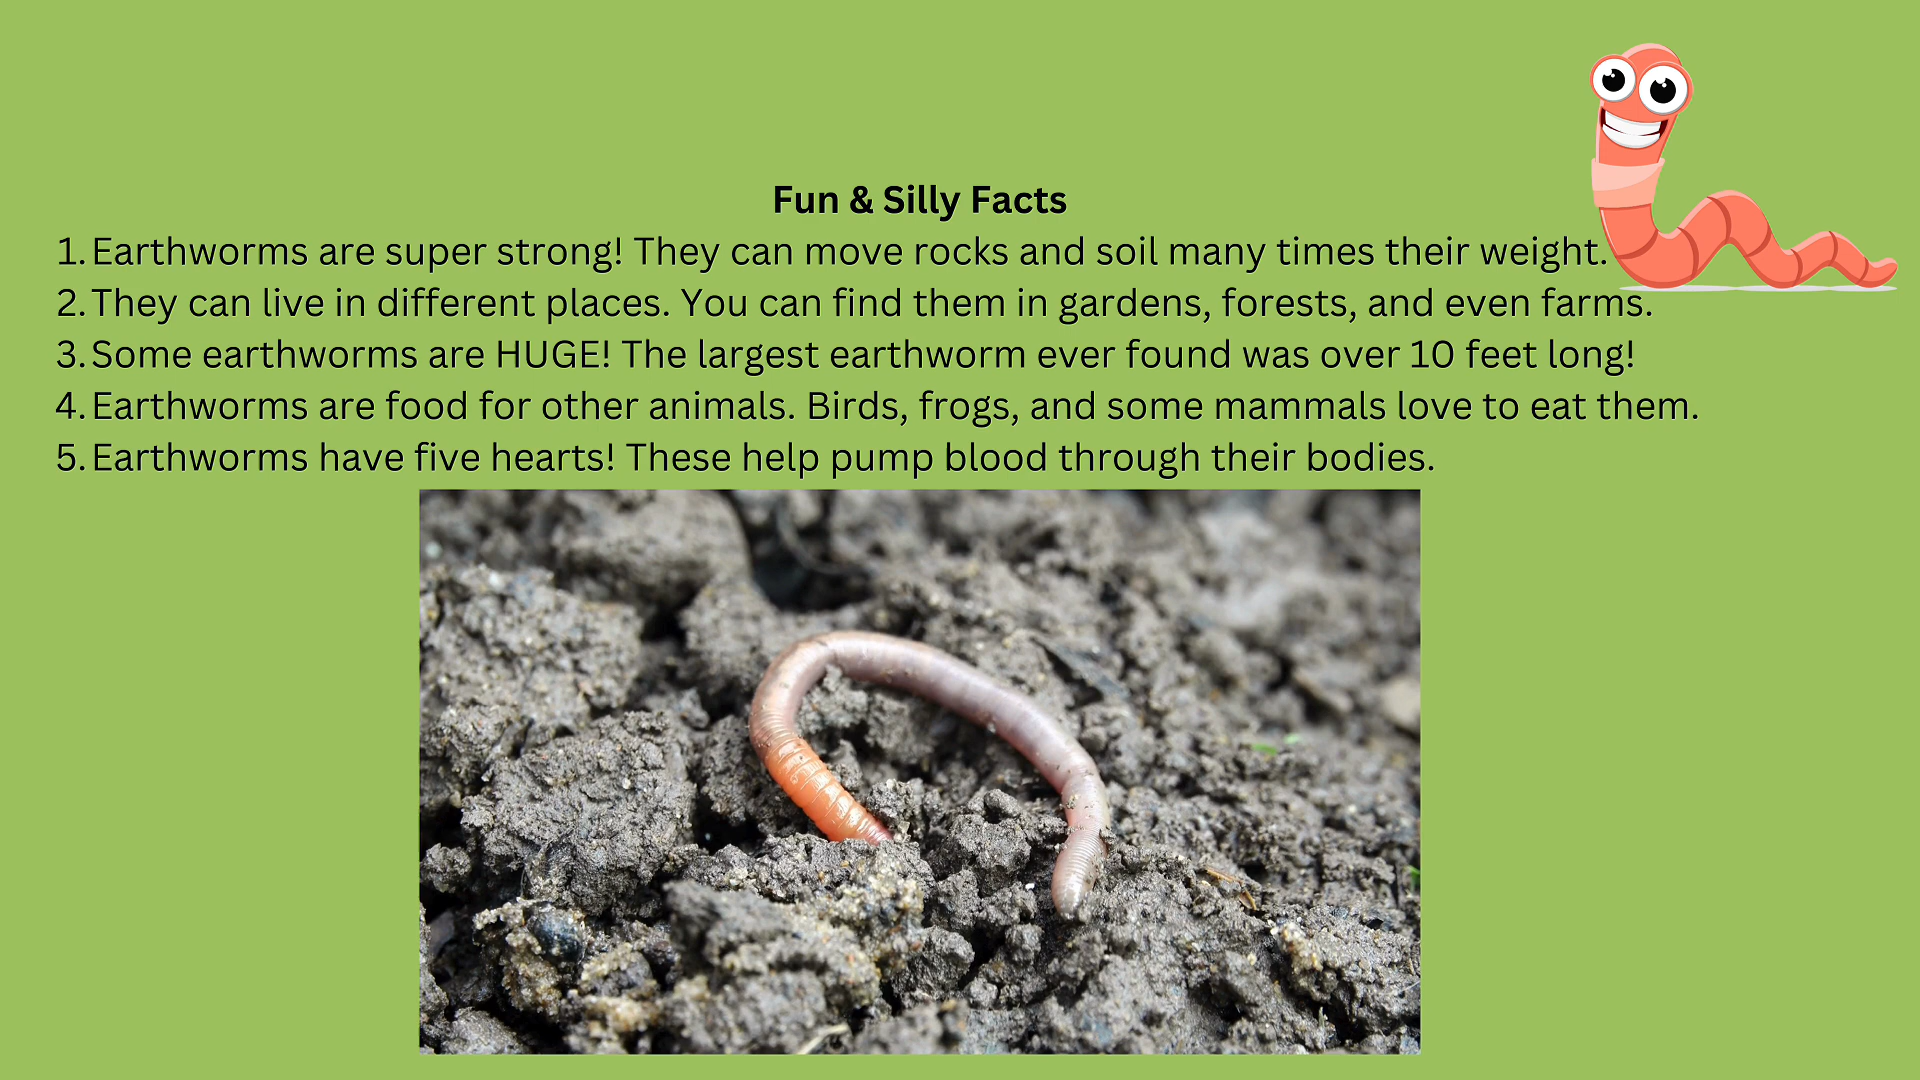 Fun & Silly Facts
1. Earthworms are super strong! They can move rocks and soil many times their weight.
2. They can live in different places. You can find them in gardens, forests, and even farms.
3. Some earthworms are HUGE! The largest earthworm ever found was over 10 feet long!
4. Earthworms are food for other animals. Birds, frogs, and some mammals love to eat them.
5. Earthworms have five hearts! These help pump blood through their bodies.